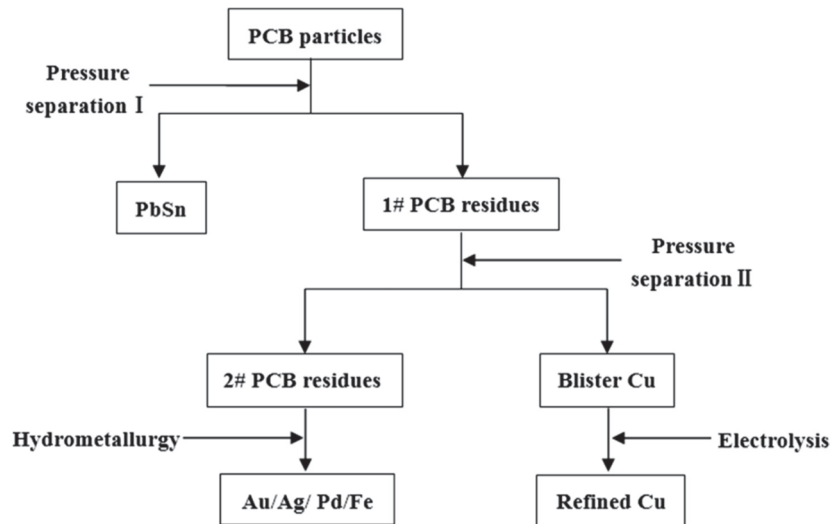 PCB particles
Pressure
separation Ⅰ
PbSn
1# PCB residues
Pressure
separation Ⅱ
2# PCB residues
Blister Cu
Hydrometallurgy
Electrolysis
Au/Ag/ Pd/Fe
Refined Cu